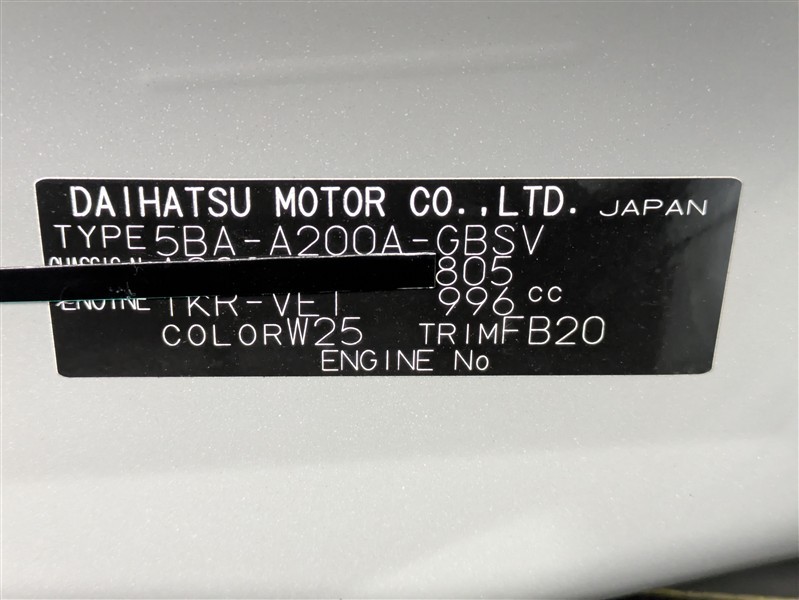 DAIHATSU MOTOR CO.,LTD. JAPAN
TYPE 5BA-A200A-GBSV
805
ENGINE 1KR-VET 996 cc
COLOR W25 TRIM FB20
ENGINE No